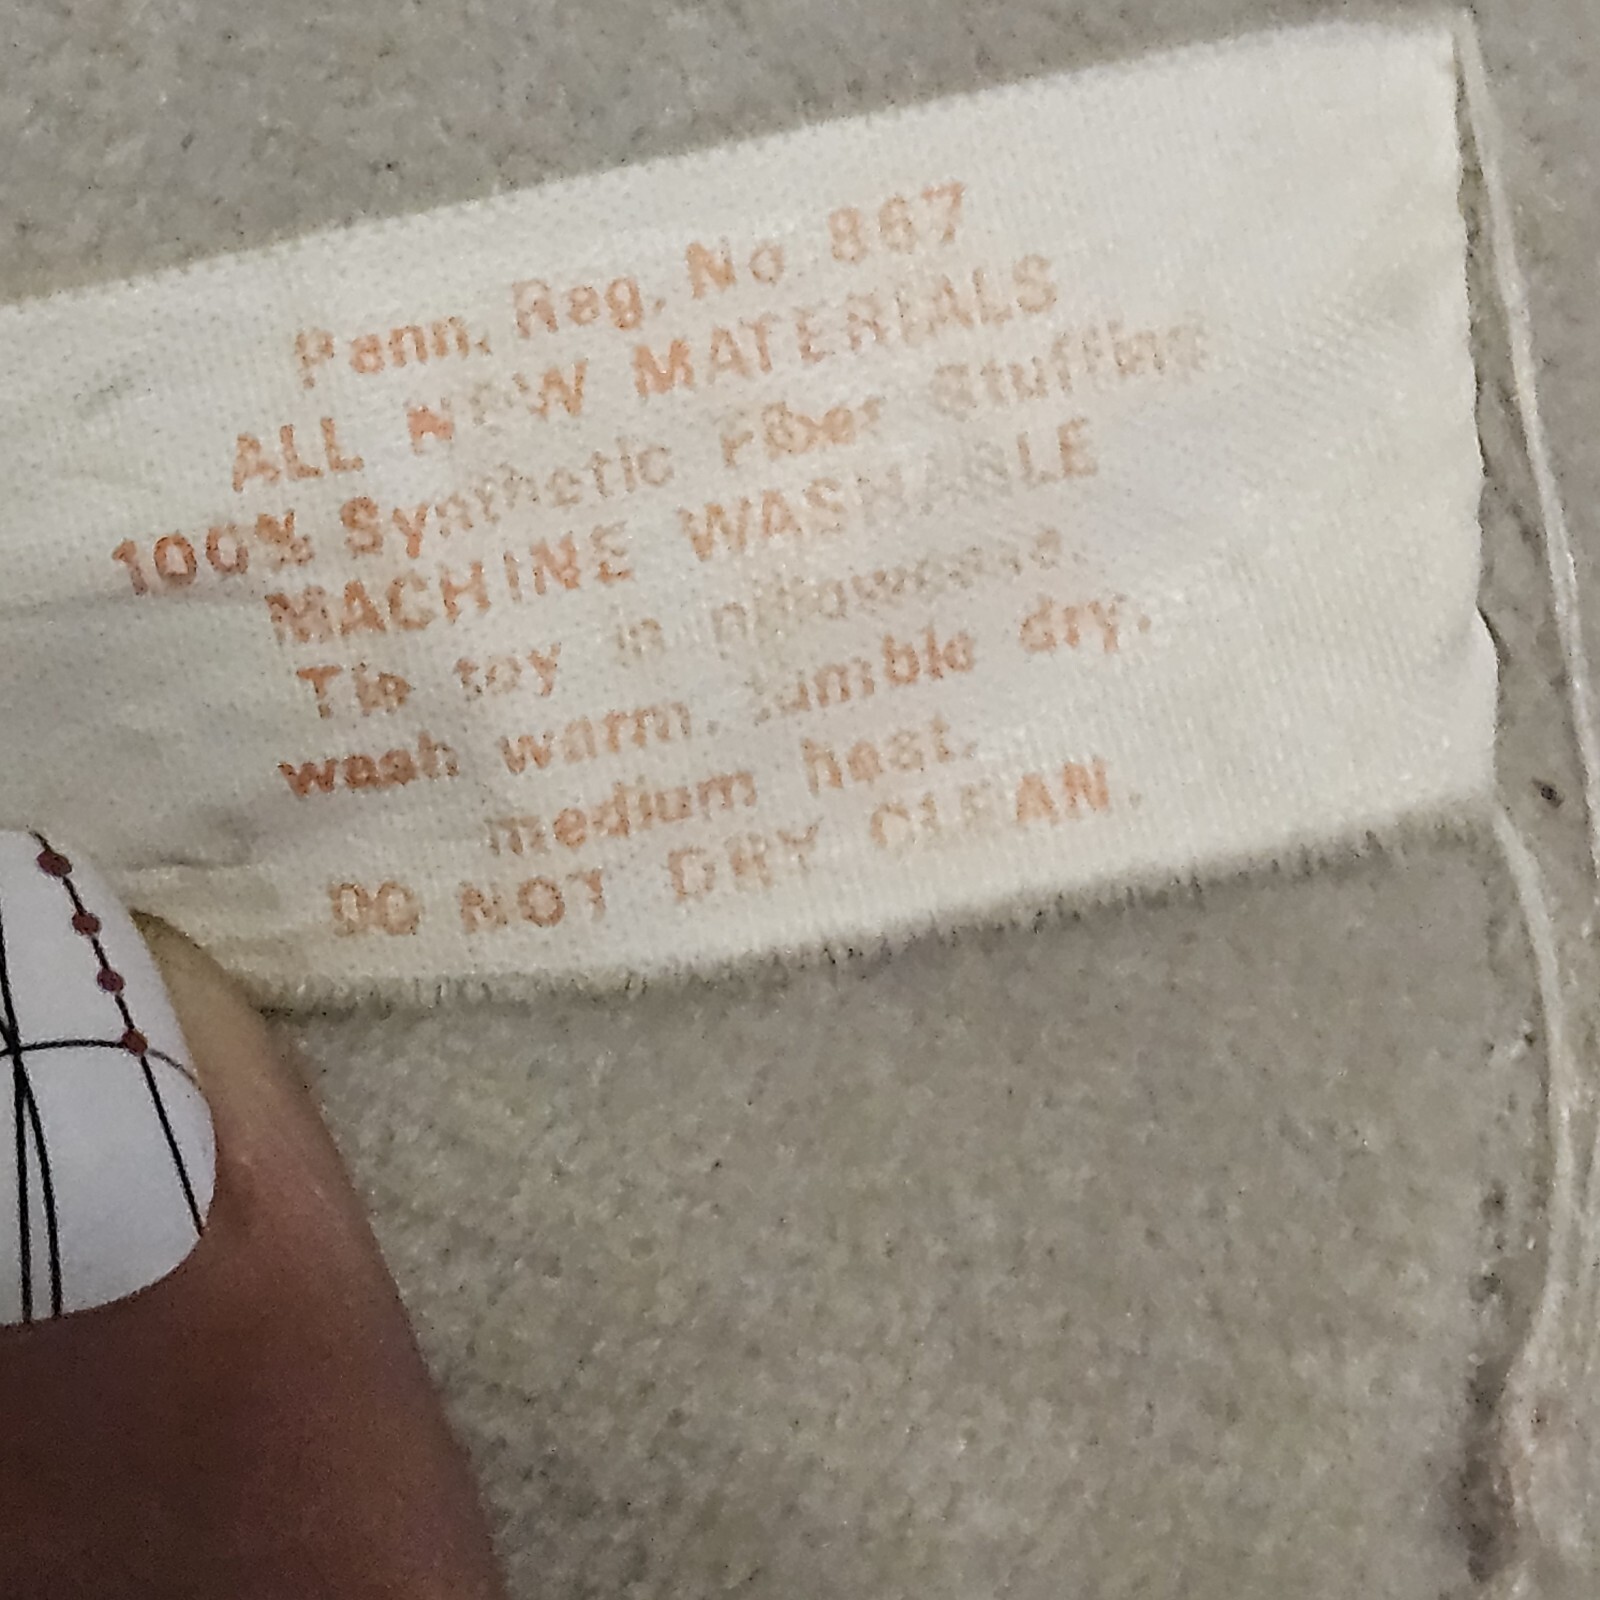 Penn. Reg. No. 867
ALL NEW MATERIALS
100% Synthetic Fiber Stuffing
MACHINE WASHABLE
Tie toy in pillowcase.
wash warm. tumble dry.
medium heat.
DO NOT DRY CLEAN.